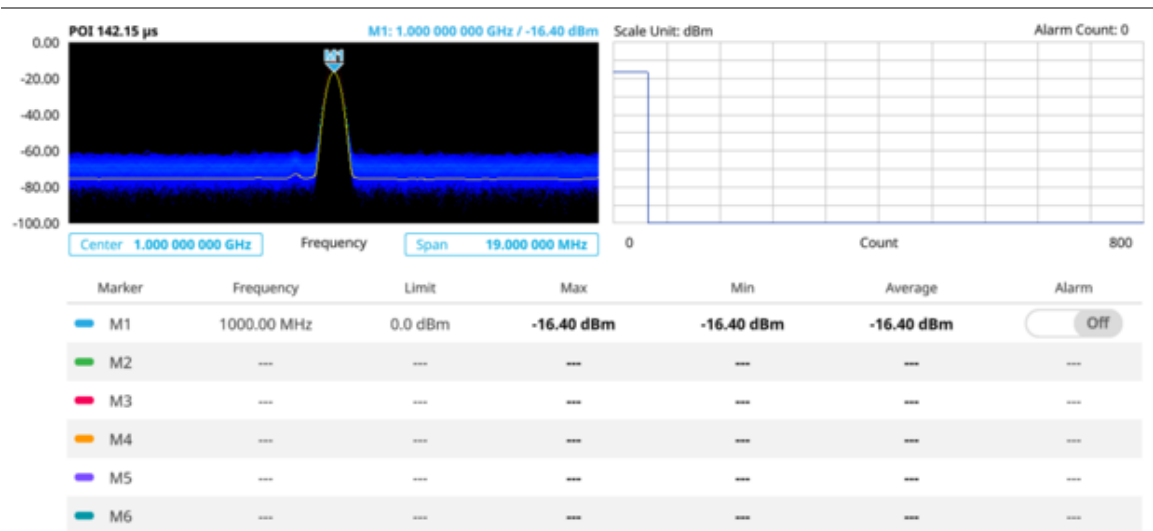 POI 142.15 µs M1: 1.000 000 000 GHz / -16.40 dBm
Scale Unit: dBm Alarm Count: 0
0.00
M1
-20.00
-40.00
-60.00
-80.00
-100.00
Center 1.000 000 000 GHz Frequency Span 19.000 000 MHz
0 Count 800
Marker Frequency Limit Max Min Average Alarm
M1 1000.00 MHz 0.0 dBm -16.40 dBm -16.40 dBm -16.40 dBm Off
M2 --- --- --- --- --- ---
M3 --- --- --- --- --- ---
M4 --- --- --- --- --- ---
M5 --- --- --- --- --- ---
M6 --- --- --- --- --- ---